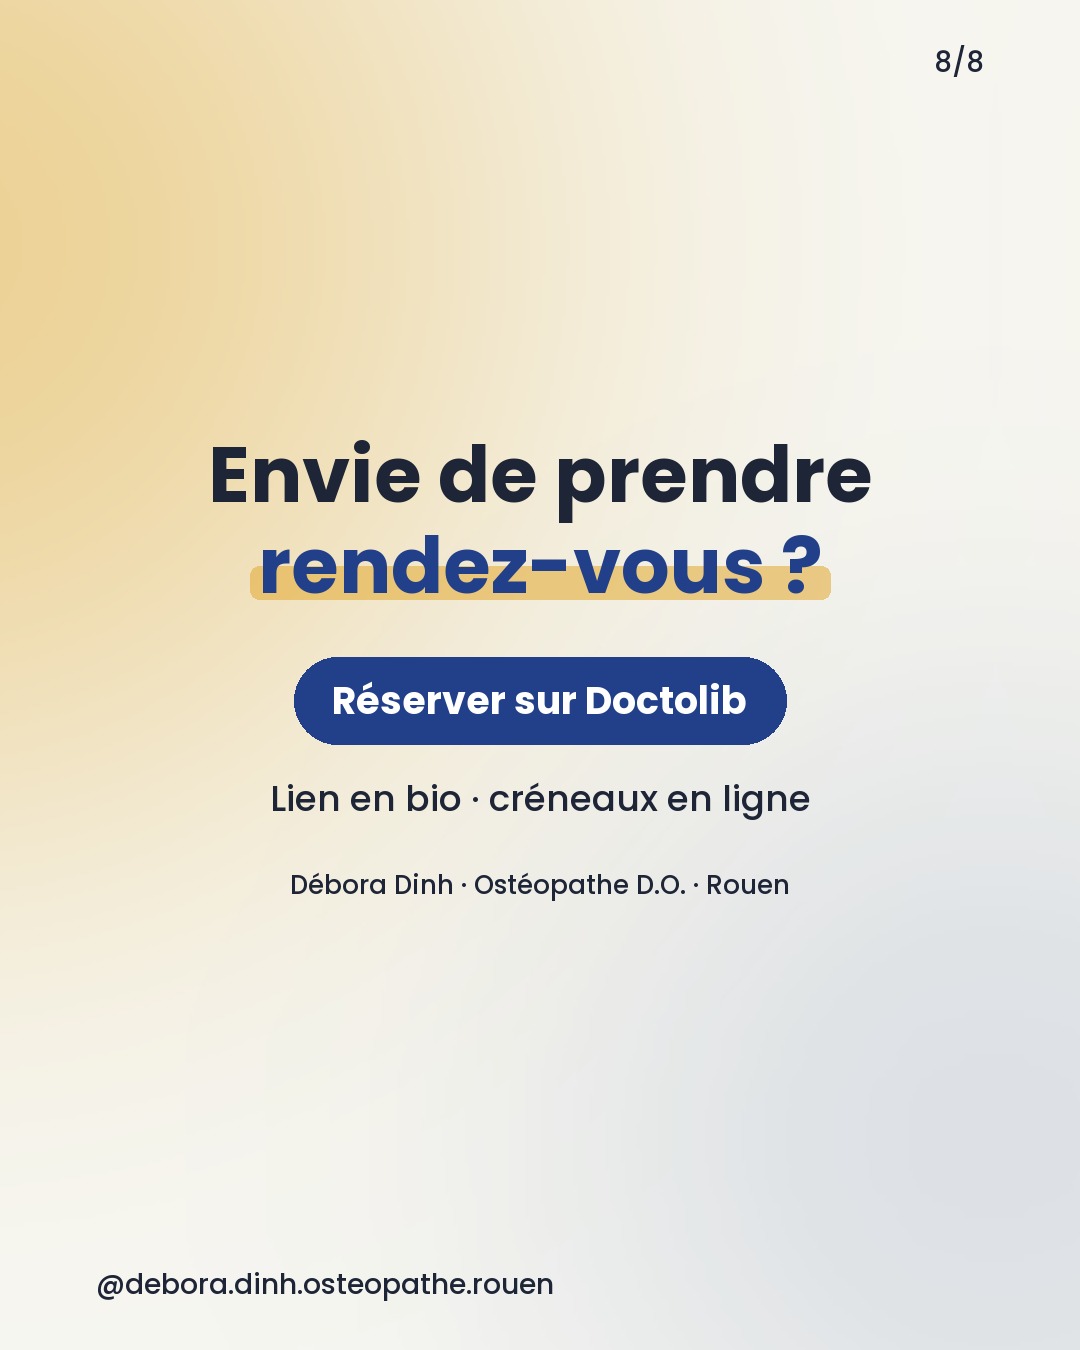 8/8
Envie de prendre
rendez-vous ?
Réserver sur Doctolib
Lien en bio · créneaux en ligne
Débora Dinh · Ostéopathe D.O. · Rouen
@debora.dinh.osteopathe.rouen